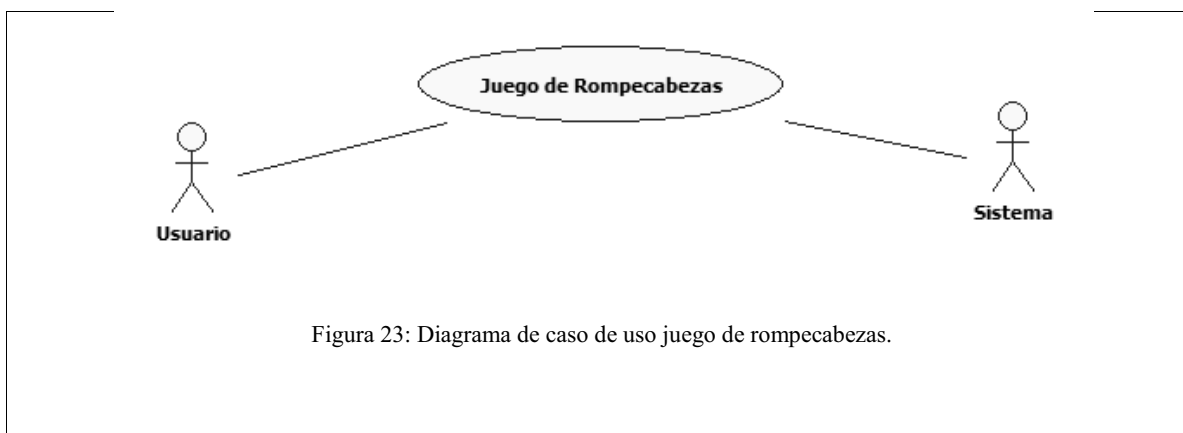 Juego de Rompecabezas
Usuario
Sistema
Figura 23: Diagrama de caso de uso juego de rompecabezas.